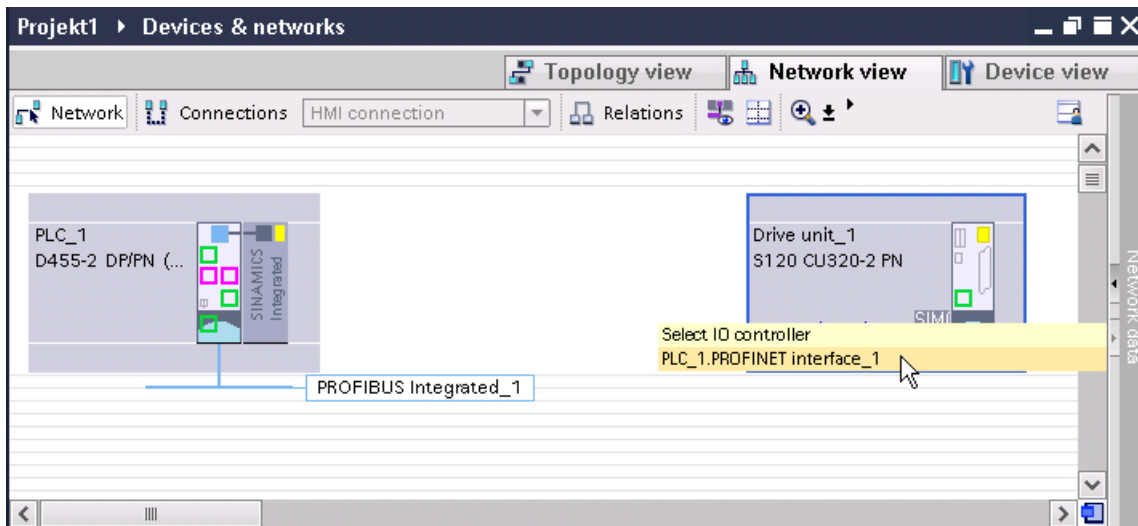 Projekt1 ▸ Devices & networks
Topology view
Network view
Device view
Network
Connections
HMI connection
Relations
PLC_1
D455-2 DP/PN (...
SINAMICS
Integrated
PROFIBUS Integrated_1
Drive unit_1
S120 CU320-2 PN
Select IO controller
PLC_1.PROFINET interface_1
Network data